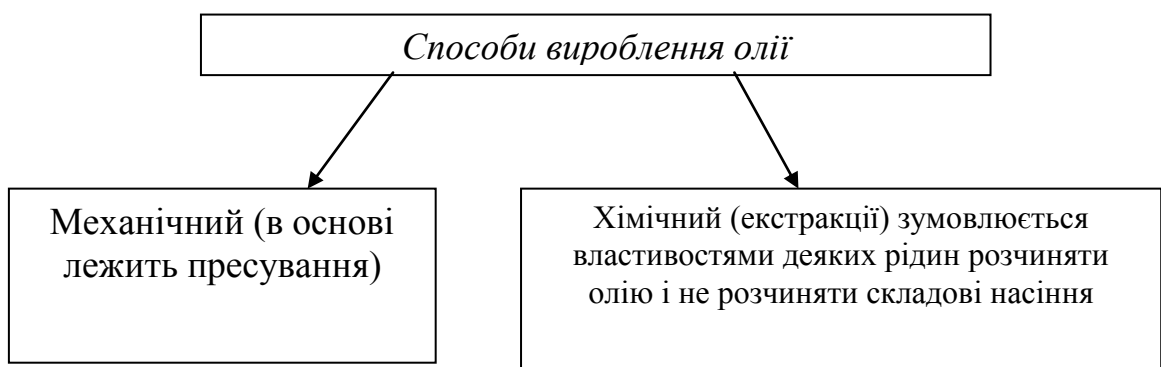 Способи вироблення олії
Механічний (в основі
лежить пресування)
Хімічний (екстракції) зумовлюється
властивостями деяких рідин розчиняти
олію і не розчиняти складові насіння